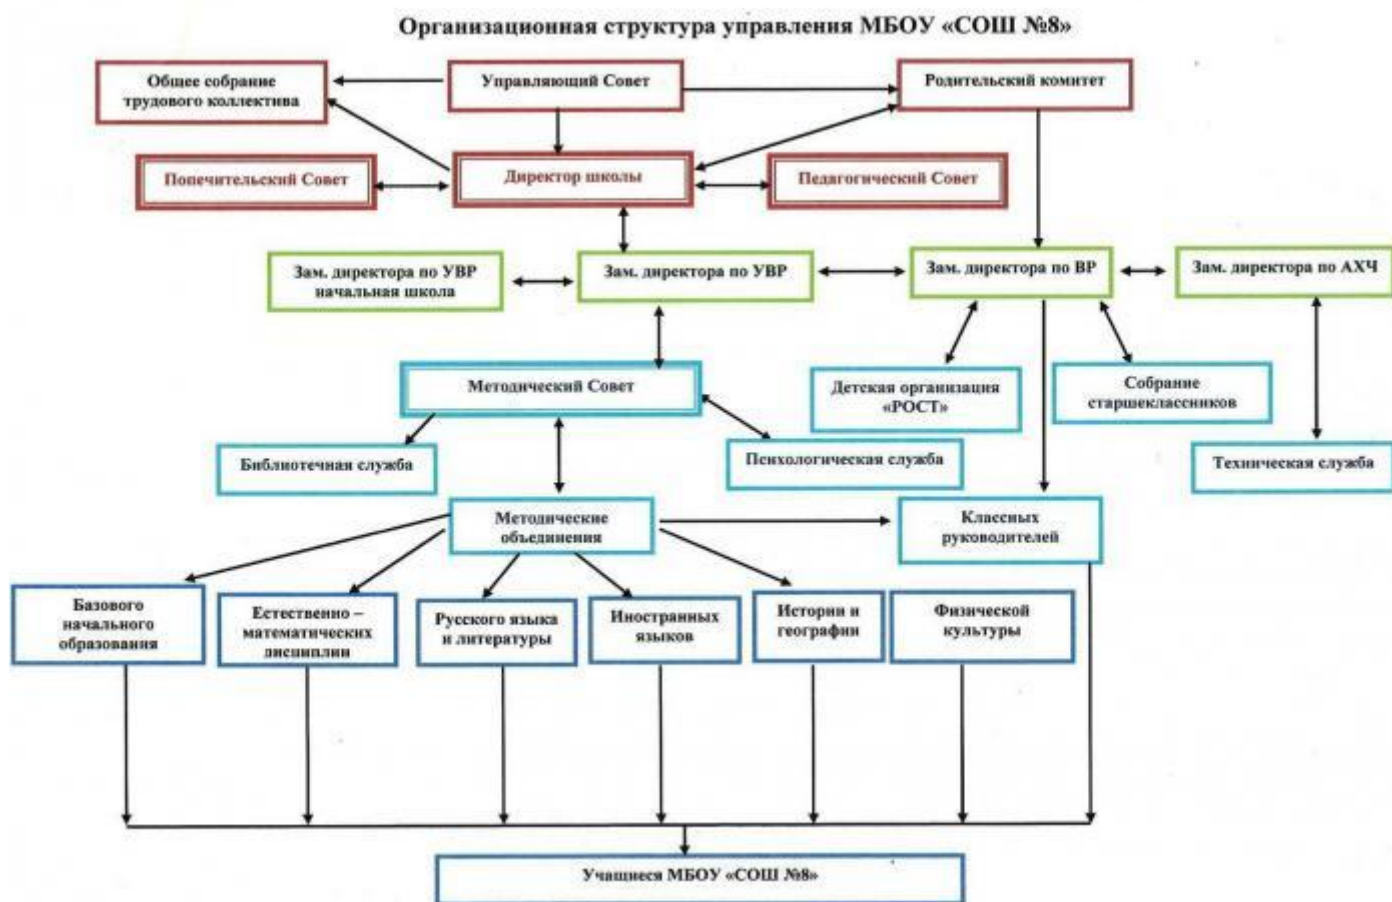 Организационная структура управления МБОУ «СОШ №8»
Общее собрание
трудового коллектива
Управляющий Совет
Родительский комитет
Попечительский Совет
Директор школы
Педагогический Совет
Зам. директора по УВР
начальная школа
Зам. директора по УВР
Зам. директора по ВР
Зам. директора по АХЧ
Методический Совет
Детская организация
«РОСТ»
Собрание
старшеклассников
Библиотечная служба
Психологическая служба
Техническая служба
Методические
объединения
Классных
руководителей
Базового
начального
образования
Естественно –
математических
дисциплин
Русского языка
и литературы
Иностранных
языков
Истории и
географии
Физической
культуры
Учащиеся МБОУ «СОШ №8»